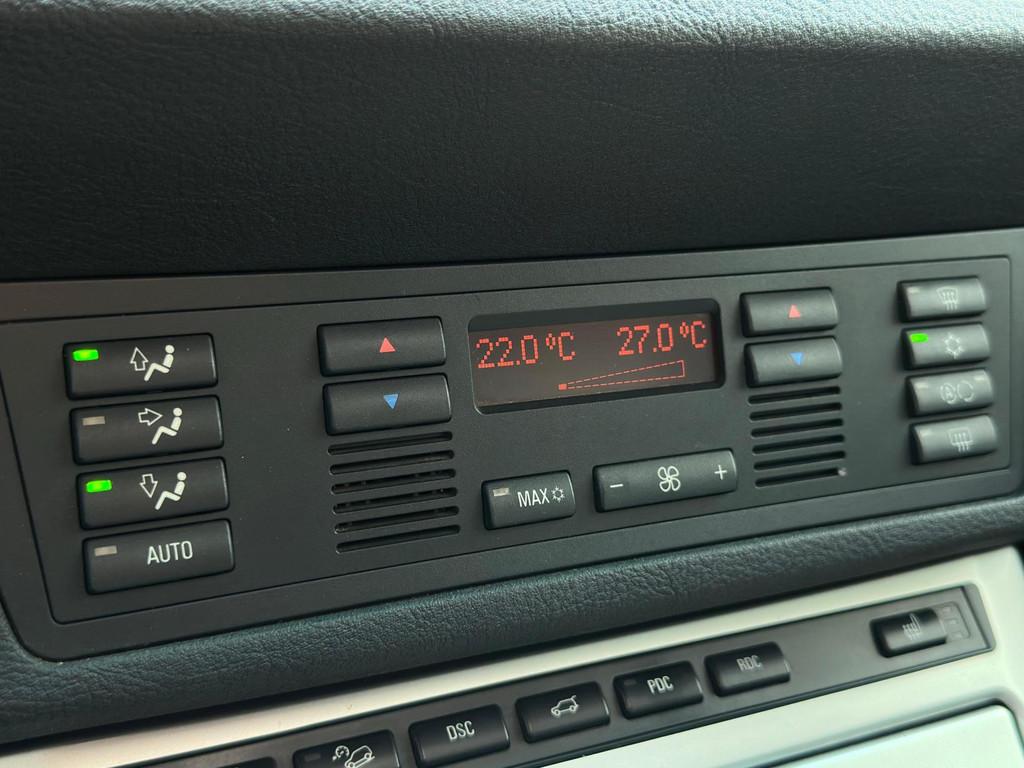 22.0 °C 27.0 °C
MAX
- +
AUTO
DSC
PDC
RDC